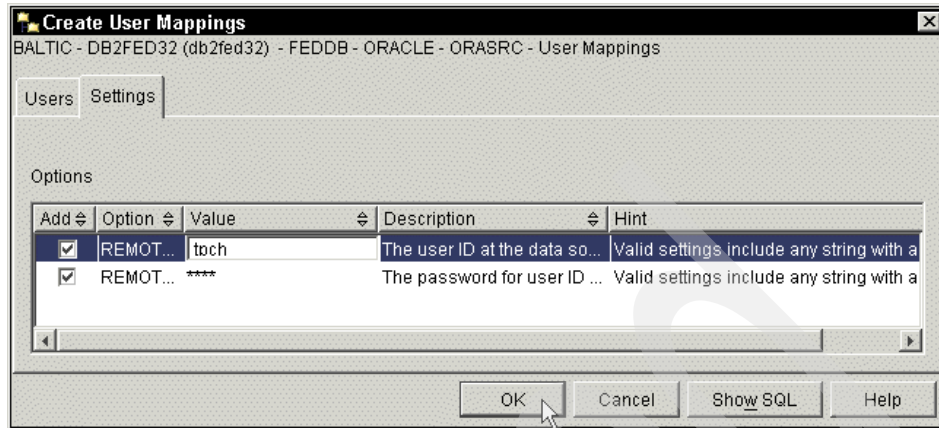 Create User Mappings
BALTIC - DB2FED32 (db2fed32) - FEDDB - ORACLE - ORASRC - User Mappings
Users Settings
Options
Add Option Value Description Hint
REMOT... tpch The user ID at the data so... Valid settings include any string with a
REMOT... **** The password for user ID ... Valid settings include any string with a
OK Cancel Show SQL Help